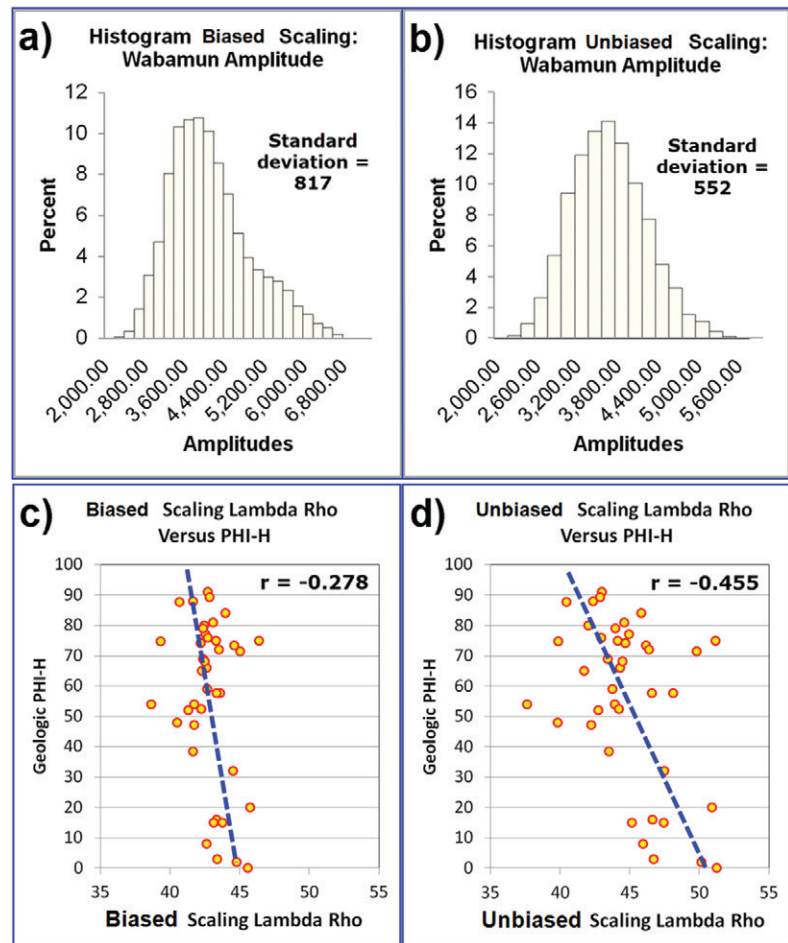 a)
Histogram Biased Scaling:
Wabamun Amplitude
12
10
8
6
4
2
0
Percent
Standard
deviation =
817
2,000.00
2,800.00
3,600.00
4,400.00
5,200.00
6,000.00
6,800.00
Amplitudes
b)
Histogram Unbiased Scaling:
Wabamun Amplitude
16
14
12
10
8
6
4
2
0
Percent
Standard
deviation =
552
2,000.00
2,600.00
3,200.00
3,800.00
4,400.00
5,000.00
5,600.00
Amplitudes
c)
Biased Scaling Lambda Rho
Versus PHI-H
100
90
80
70
60
50
40
30
20
10
0
Geologic PHI-H
r = -0.278
35
40
45
50
55
Biased Scaling Lambda Rho
d)
Unbiased Scaling Lambda Rho
Versus PHI-H
100
90
80
70
60
50
40
30
20
10
0
Geologic PHI-H
r = -0.455
35
40
45
50
55
Unbiased Scaling Lambda Rho